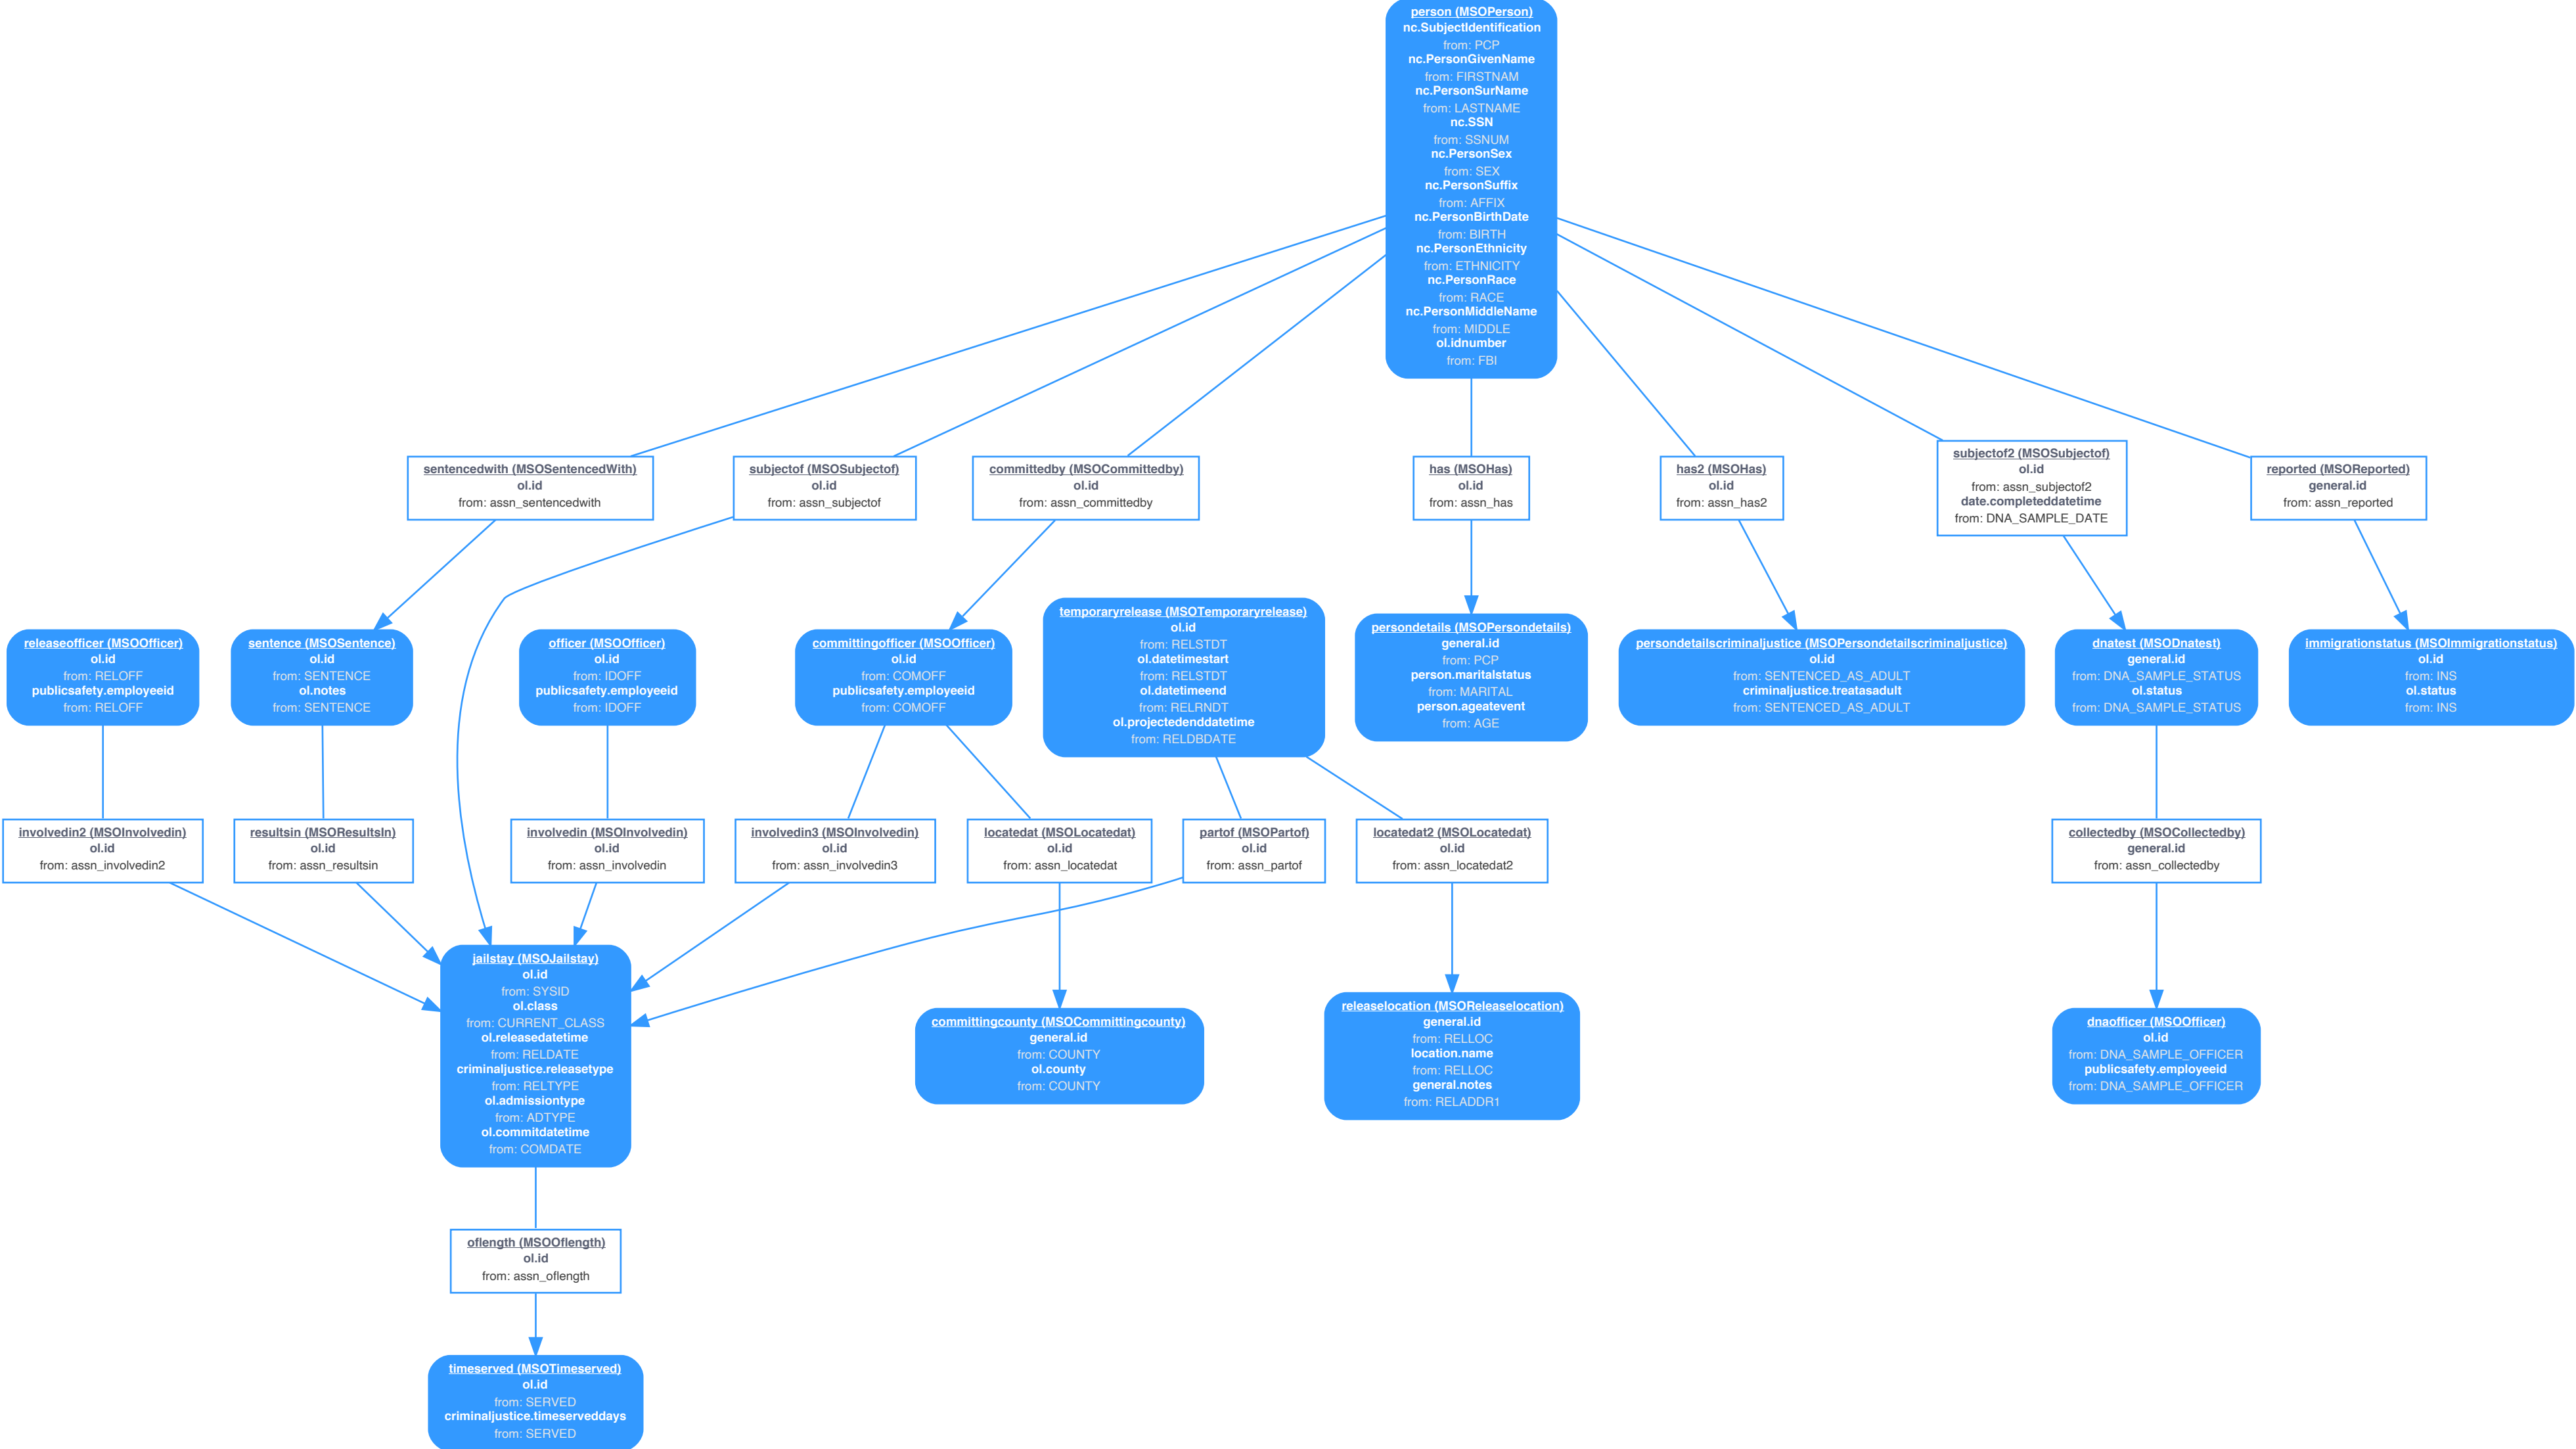 person (MSOPerson)
nc.SubjectIdentification
from: PCP
nc.PersonGivenName
from: FIRSTNAM
nc.PersonSurName
from: LASTNAME
nc.SSN
from: SSNUM
nc.PersonSex
from: SEX
nc.PersonSuffix
from: AFFIX
nc.PersonBirthDate
from: BIRTH
nc.PersonEthnicity
from: ETHNICITY
nc.PersonRace
from: RACE
nc.PersonMiddleName
from: MIDDLE
ol.idnumber
from: FBI
sentencedwith (MSOSentencedWith)
ol.id
from: assn_sentencedwith
subjectof (MSOSubjectof)
ol.id
from: assn_subjectof
committedby (MSOCommittedby)
ol.id
from: assn_committedby
has (MSOHas)
ol.id
from: assn_has
has2 (MSOHas)
ol.id
from: assn_has2
subjectof2 (MSOSubjectof)
ol.id
from: assn_subjectof2
date.completeddatetime
from: DNA_SAMPLE_DATE
reported (MSOReported)
general.id
from: assn_reported
releaseofficer (MSOOfficer)
ol.id
from: RELOFF
publicsafety.employeeid
from: RELOFF
sentence (MSOSentence)
ol.id
from: SENTENCE
ol.notes
from: SENTENCE
officer (MSOOfficer)
ol.id
from: IDOFF
publicsafety.employeeid
from: IDOFF
committingofficer (MSOOfficer)
ol.id
from: COMOFF
publicsafety.employeeid
from: COMOFF
temporaryrelease (MSOTemporaryrelease)
ol.id
from: RELSTDT
ol.datetimestart
from: RELSTDT
ol.datetimeend
from: RELRNDT
ol.projectedenddatetime
from: RELDBDATE
persondetails (MSOPersondetails)
general.id
from: PCP
person.maritalstatus
from: MARITAL
person.ageatevent
from: AGE
persondetailscriminaljustice (MSOPersondetailscriminaljustice)
ol.id
from: SENTENCED_AS_ADULT
criminaljustice.treatasadult
from: SENTENCED_AS_ADULT
dnatest (MSODnatest)
general.id
from: DNA_SAMPLE_STATUS
ol.status
from: DNA_SAMPLE_STATUS
immigrationstatus (MSOImmigrationstatus)
ol.id
from: INS
ol.status
from: INS
involvedin2 (MSOInvolvedin)
ol.id
from: assn_involvedin2
resultsin (MSOResultsIn)
ol.id
from: assn_resultsin
involvedin (MSOInvolvedin)
ol.id
from: assn_involvedin
involvedin3 (MSOInvolvedin)
ol.id
from: assn_involvedin3
locatedat (MSOLocatedat)
ol.id
from: assn_locatedat
partof (MSOPartof)
ol.id
from: assn_partof
locatedat2 (MSOLocatedat)
ol.id
from: assn_locatedat2
collectedby (MSOCollectedby)
general.id
from: assn_collectedby
jailstay (MSOJailstay)
ol.id
from: SYSID
ol.class
from: CURRENT_CLASS
ol.releasedatetime
from: RELDATE
criminaljustice.releasetype
from: RELTYPE
ol.admissiontype
from: ADTYPE
ol.commitdatetime
from: COMDATE
committingcounty (MSOCommittingcounty)
general.id
from: COUNTY
ol.county
from: COUNTY
releaselocation (MSOReleaselocation)
general.id
from: RELLOC
location.name
from: RELLOC
general.notes
from: RELADDR1
dnaofficer (MSOOfficer)
ol.id
from: DNA_SAMPLE_OFFICER
publicsafety.employeeid
from: DNA_SAMPLE_OFFICER
oflength (MSOOflength)
ol.id
from: assn_oflength
timeserved (MSOTimeserved)
ol.id
from: SERVED
criminaljustice.timeserveddays
from: SERVED